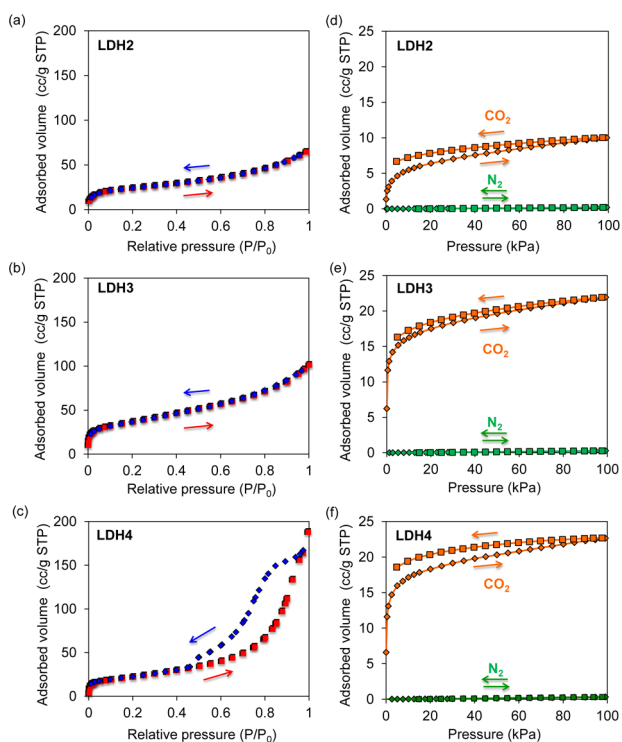 (a)
LDH2
Adsorbed volume (cc/g STP)
200
150
100
50
0
0 0.2 0.4 0.6 0.8 1
Relative pressure (P/P0)
(d)
LDH2
Adsorbed volume (cc/g STP)
25
20
15
10
5
0
CO2
N2
0 20 40 60 80 100
Pressure (kPa)
(b)
LDH3
Adsorbed volume (cc/g STP)
200
150
100
50
0
0 0.2 0.4 0.6 0.8 1
Relative pressure (P/P0)
(e)
LDH3
Adsorbed volume (cc/g STP)
25
20
15
10
5
0
CO2
N2
0 20 40 60 80 100
Pressure (kPa)
(c)
LDH4
Adsorbed volume (cc/g STP)
200
150
100
50
0
0 0.2 0.4 0.6 0.8 1
Relative pressure (P/P0)
(f)
LDH4
Adsorbed volume (cc/g STP)
25
20
15
10
5
0
CO2
N2
0 20 40 60 80 100
Pressure (kPa)